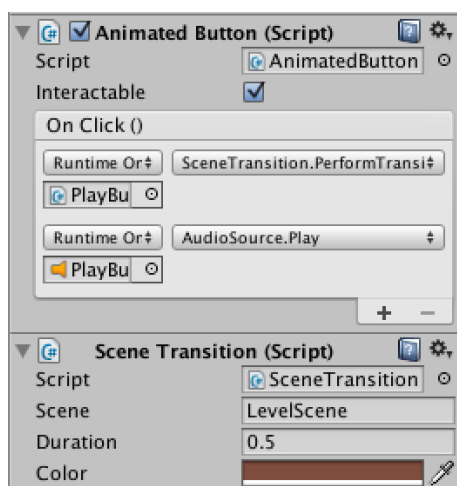 Animated Button (Script)
Script AnimatedButton
Interactable
On Click ()
Runtime Or SceneTransition.PerformTransi
PlayBu
Runtime Or AudioSource.Play
PlayBu
+ −
Scene Transition (Script)
Script SceneTransition
Scene LevelScene
Duration 0.5
Color